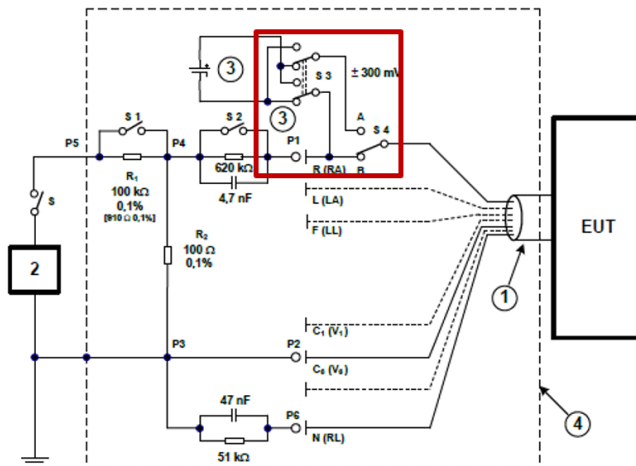 3
S 3
± 300 mV
3
S 1
S 2
A
S 4
P5
P4
P1
R (RA)
B
R₁
100 kΩ
0,1%
[910 Ω 0,1%]
620 kΩ
4,7 nF
L (LA)
F (LL)
S
R₂
100 Ω
0,1%
2
EUT
1
C₁ (V₁)
P3
P2
C₆ (V₆)
47 nF
P6
N (RL)
51 kΩ
4